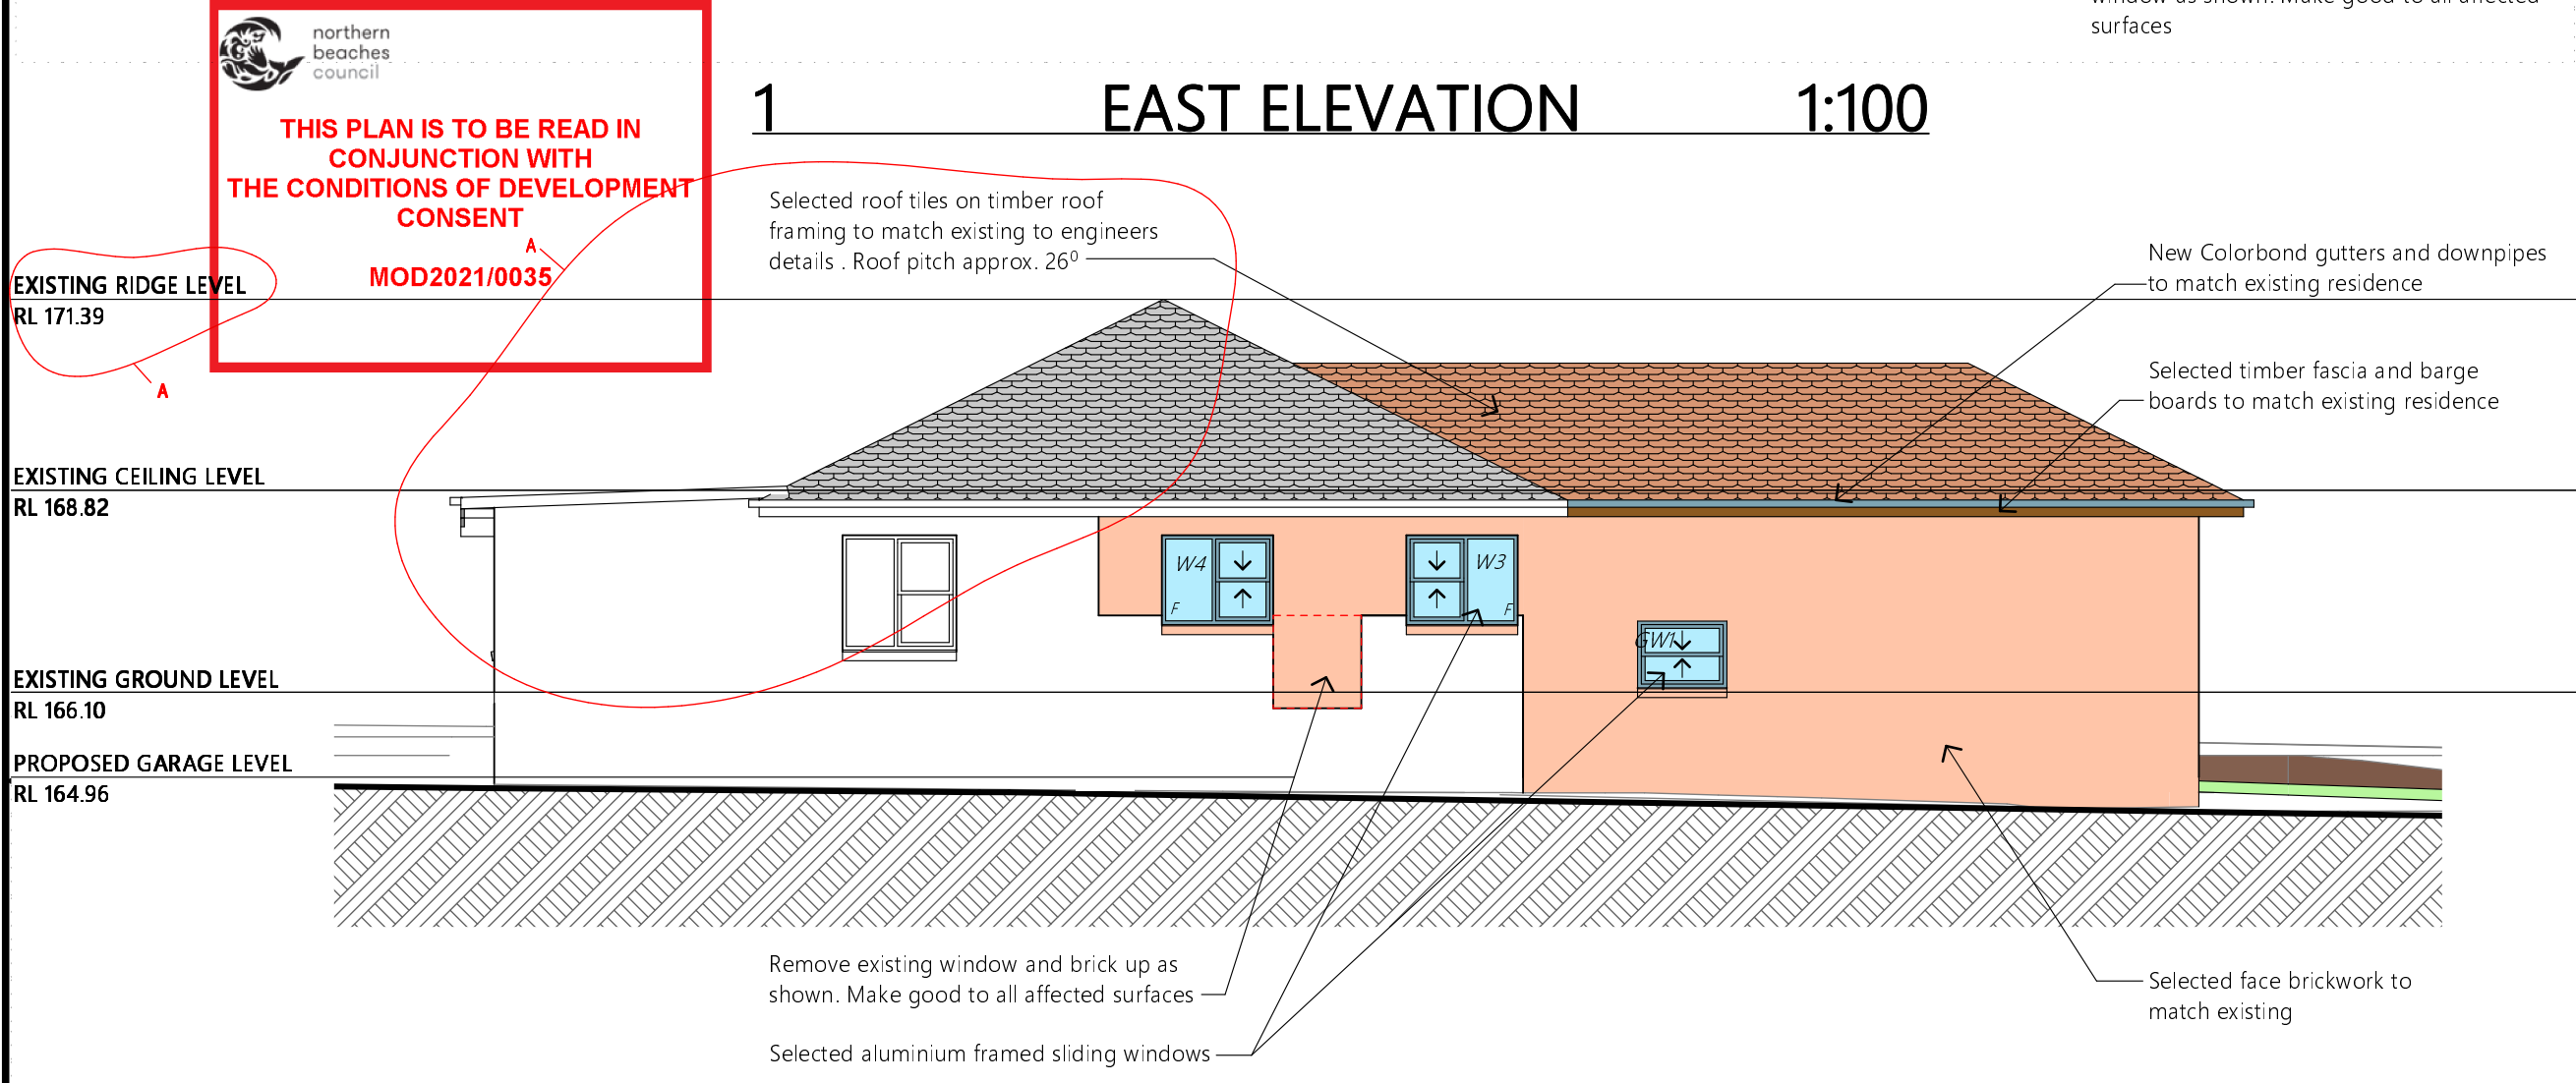 window as shown. Make good to all affected
surfaces
northern
beaches
council
THIS PLAN IS TO BE READ IN
CONJUNCTION WITH
THE CONDITIONS OF DEVELOPMENT
CONSENT
A
MOD2021/0035
1 EAST ELEVATION 1:100
Selected roof tiles on timber roof
framing to match existing to engineers
details . Roof pitch approx. 26⁰
New Colorbond gutters and downpipes
to match existing residence
Selected timber fascia and barge
boards to match existing residence
EXISTING RIDGE LEVEL
RL 171.39
A
EXISTING CEILING LEVEL
RL 168.82
W4
F
W3
F
GW1
EXISTING GROUND LEVEL
RL 166.10
PROPOSED GARAGE LEVEL
RL 164.96
Remove existing window and brick up as
shown. Make good to all affected surfaces
Selected aluminium framed sliding windows
Selected face brickwork to
match existing